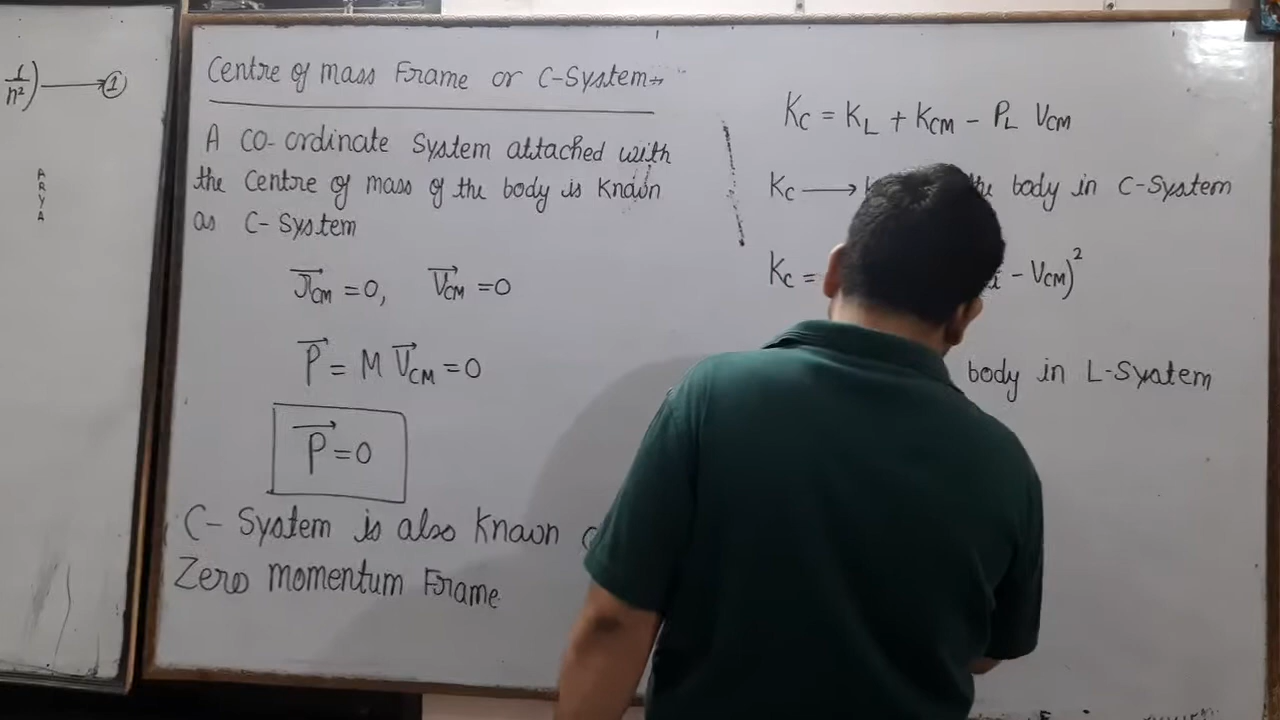 1/n²) ⟶ ①
A
R
Y
A
Centre of mass Frame or C-System→
A co-ordinate System attached with
the Centre of mass of the body is Known
as C-System
r⃗CM = 0, V⃗CM = 0
P⃗ = M V⃗CM = 0
P⃗ = 0
C-System is also Known
Zero momentum Frame
KC = KL + KCM − PL VCM
KC ⟶ the body in C-System
KC = i − VCM)²
body in L-System